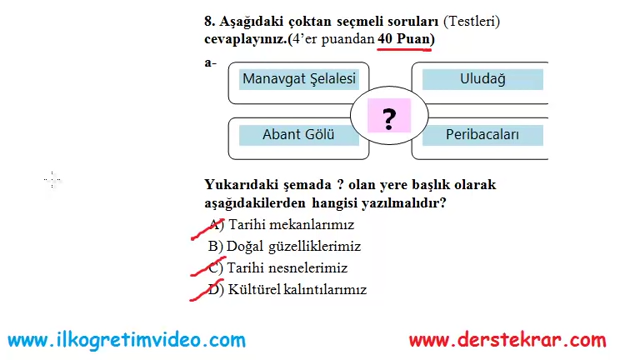 8. Aşağıdaki çoktan seçmeli soruları (Testleri)
cevaplayınız.(4'er puandan 40 Puan)
a-
Manavgat Şelalesi
Uludağ
?
Abant Gölü
Peribacaları
Yukarıdaki şemada ? olan yere başlık olarak
aşağıdakilerden hangisi yazılmalıdır?
A) Tarihi mekanlarımız
B) Doğal güzelliklerimiz
C) Tarihi nesnelerimiz
D) Kültürel kalıntılarımız
www.ilkogretimvideo.com
www.derstekrar.com